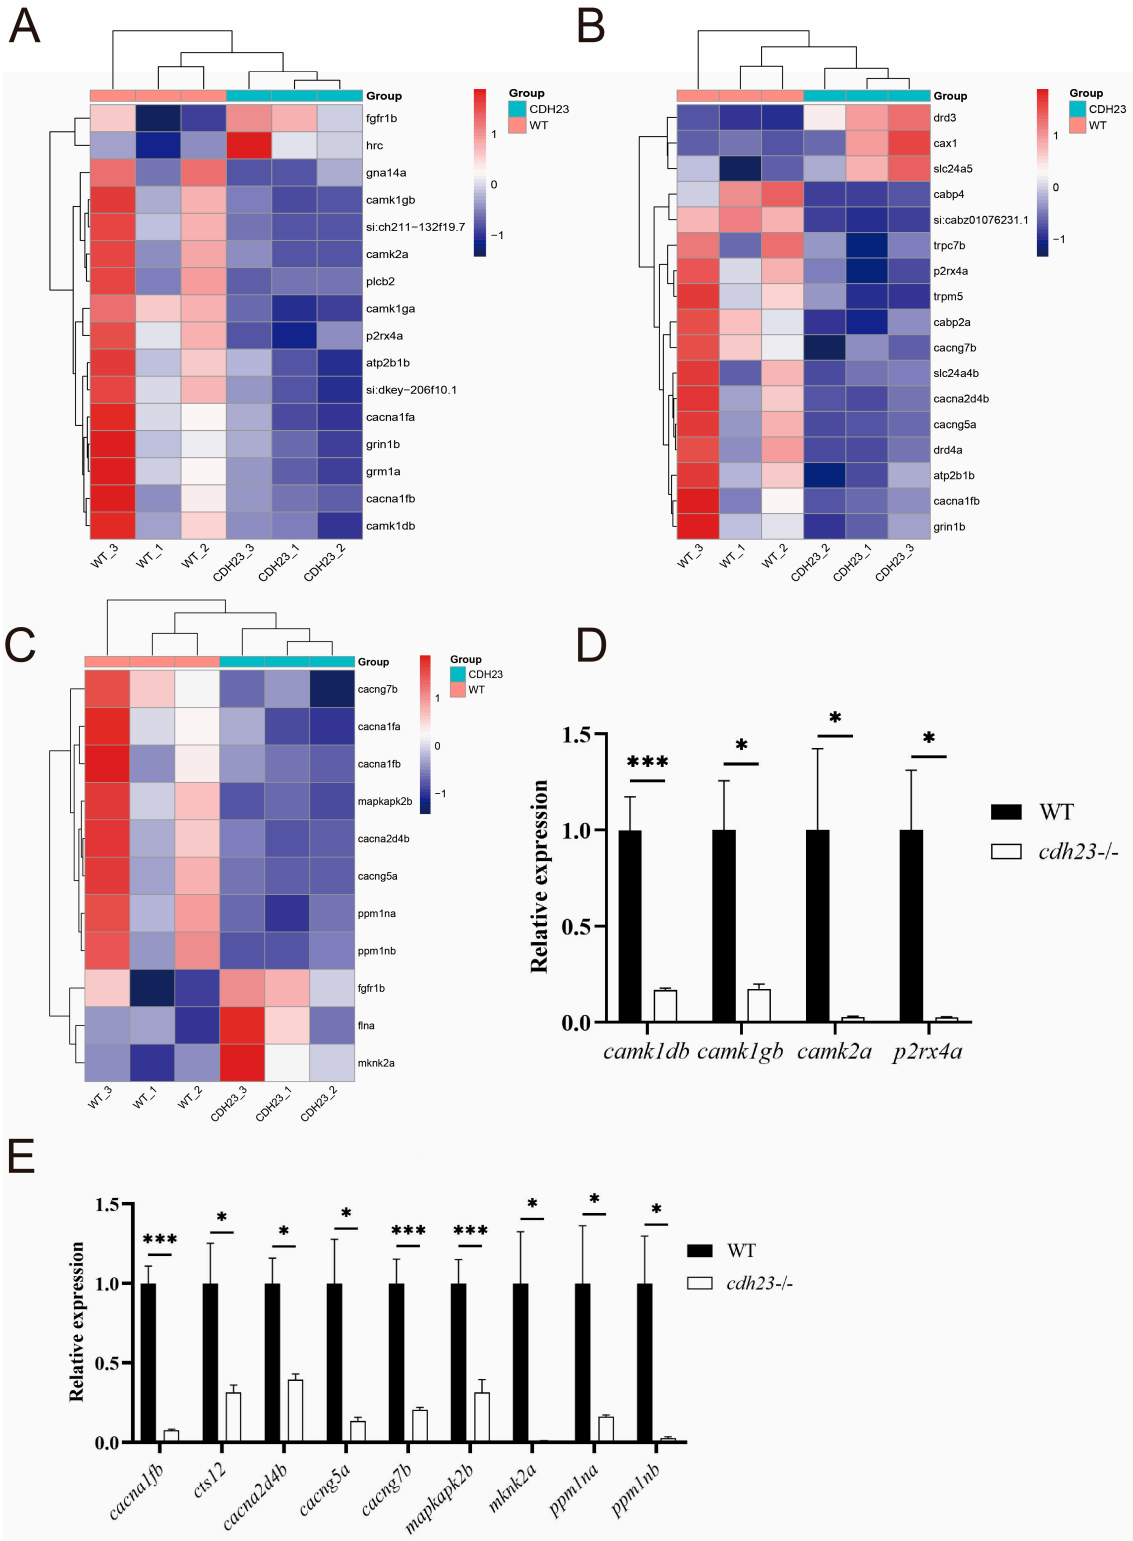 A
Group
fgfr1b
hrc
gna14a
camk1gb
si:ch211−132f19.7
camk2a
plcb2
camk1ga
p2rx4a
atp2b1b
si:dkey−206f10.1
cacna1fa
grin1b
grm1a
cacna1fb
camk1db
WT_3
WT_1
WT_2
CDH23_3
CDH23_1
CDH23_2
1
0
−1
Group
CDH23
WT
B
Group
drd3
cax1
slc24a5
cabp4
si:cabz01076231.1
trpc7b
p2rx4a
trpm5
cabp2a
cacng7b
slc24a4b
cacna2d4b
cacng5a
drd4a
atp2b1b
cacna1fb
grin1b
WT_3
WT_1
WT_2
CDH23_2
CDH23_1
CDH23_3
1
0
−1
Group
CDH23
WT
C
Group
cacng7b
cacna1fa
cacna1fb
mapkapk2b
cacna2d4b
cacng5a
ppm1na
ppm1nb
fgfr1b
flna
mknk2a
WT_3
WT_1
WT_2
CDH23_3
CDH23_1
CDH23_2
1
0
−1
Group
CDH23
WT
D
Relative expression
1.5
1.0
0.5
0.0
***
*
*
*
camk1db
camk1gb
camk2a
p2rx4a
WT
cdh23-/-
E
Relative expression
1.5
1.0
0.5
0.0
***
*
*
*
***
***
*
*
*
cacna1fb
cts12
cacna2d4b
cacng5a
cacng7b
mapkapk2b
mknk2a
ppm1na
ppm1nb
WT
cdh23-/-